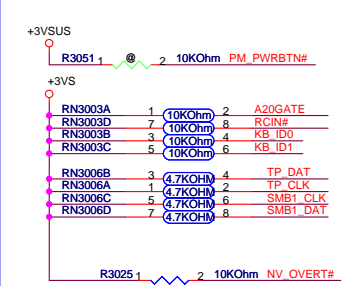 +3VSUS
R3051 1 @ 2 10KOhm PM_PWRBTN#
+3VS
RN3003A 1 10KOhm 2 A20GATE
RN3003D 7 10KOhm 8 RCIN#
RN3003B 3 10KOhm 4 KB_ID0
RN3003C 5 10KOhm 6 KB_ID1
RN3006B 3 4.7KOHM 4 TP_DAT
RN3006A 1 4.7KOHM 2 TP_CLK
RN3006C 5 4.7KOHM 6 SMB1_CLK
RN3006D 7 4.7KOHM 8 SMB1_DAT
R3025 1 2 10KOhm NV_OVERT#